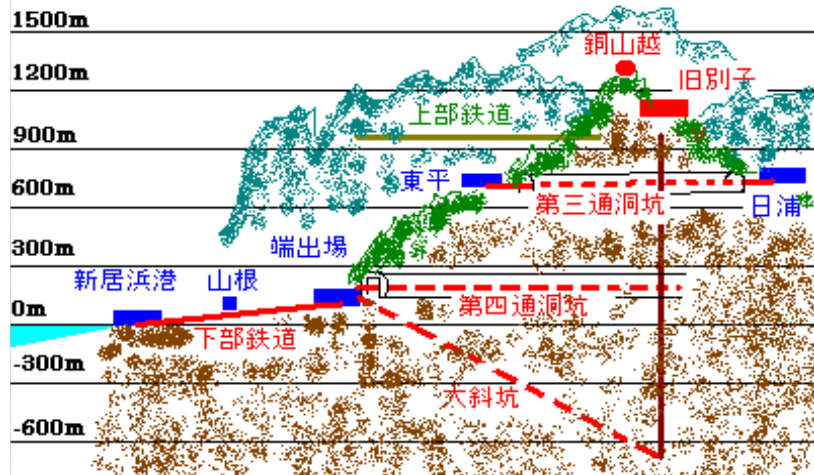 1500m
銅山越
1200m
旧別子
上部鉄道
900m
東平
600m
第三通洞坑
日浦
端出場
300m
新居浜港
山根
0m
第四通洞坑
下部鉄道
-300m
大斜坑
-600m